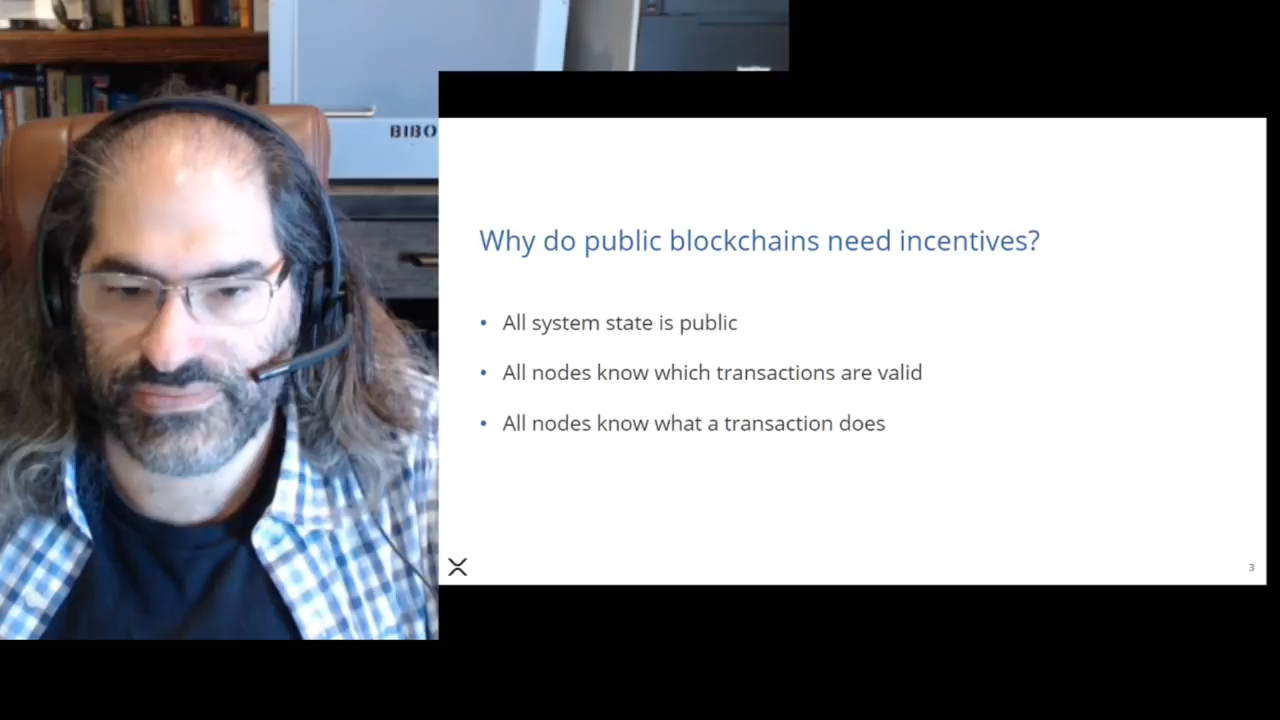 BIBO
Why do public blockchains need incentives?
• All system state is public
• All nodes know which transactions are valid
• All nodes know what a transaction does
3